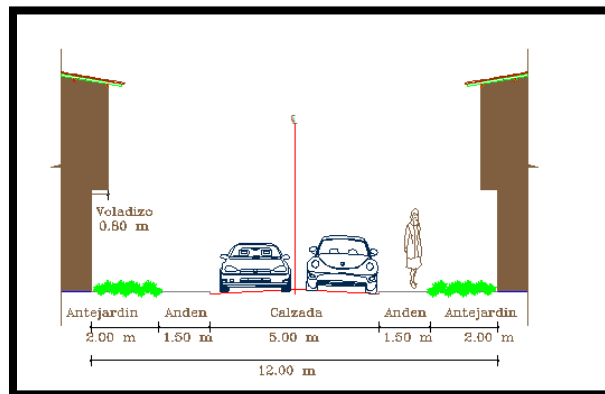 ℄
Voladizo
0.80 m
Antejardin Anden Calzada Anden Antejardin
2.00 m 1.50 m 5.00 m 1.50 m 2.00 m
12.00 m